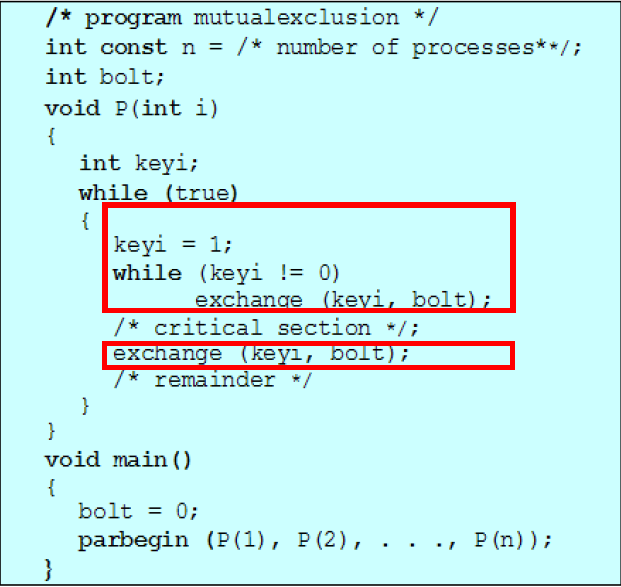 /* program mutualexclusion */
int const n = /* number of processes**/;
int bolt;
void P(int i)
{
int keyi;
while (true)
{
keyi = 1;
while (keyi != 0)
exchange (keyi, bolt);
/* critical section */;
exchange (keyi, bolt);
/* remainder */
}
}
void main()
{
bolt = 0;
parbegin (P(1), P(2), . . ., P(n));
}